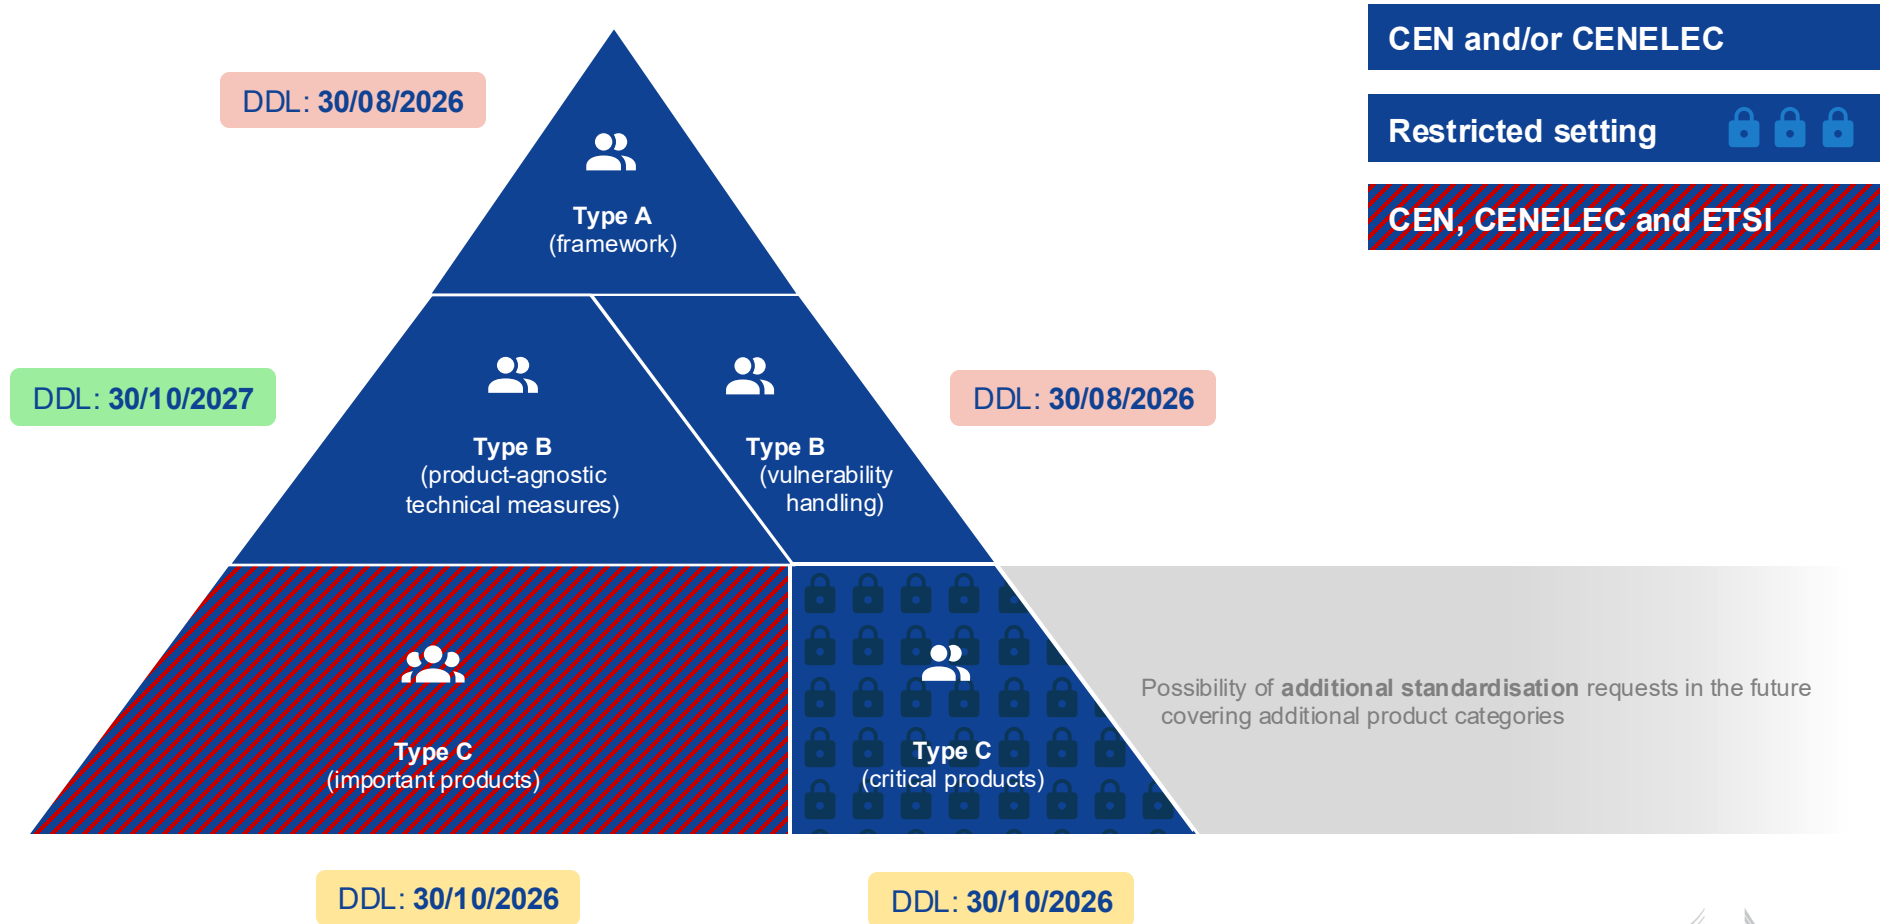 CEN and/or CENELEC
Restricted setting
CEN, CENELEC and ETSI
DDL: 30/08/2026
Type A
(framework)
DDL: 30/10/2027
Type B
(product-agnostic
technical measures)
Type B
(vulnerability
handling)
DDL: 30/08/2026
Type C
(important products)
Type C
(critical products)
Possibility of additional standardisation requests in the future
covering additional product categories
DDL: 30/10/2026
DDL: 30/10/2026